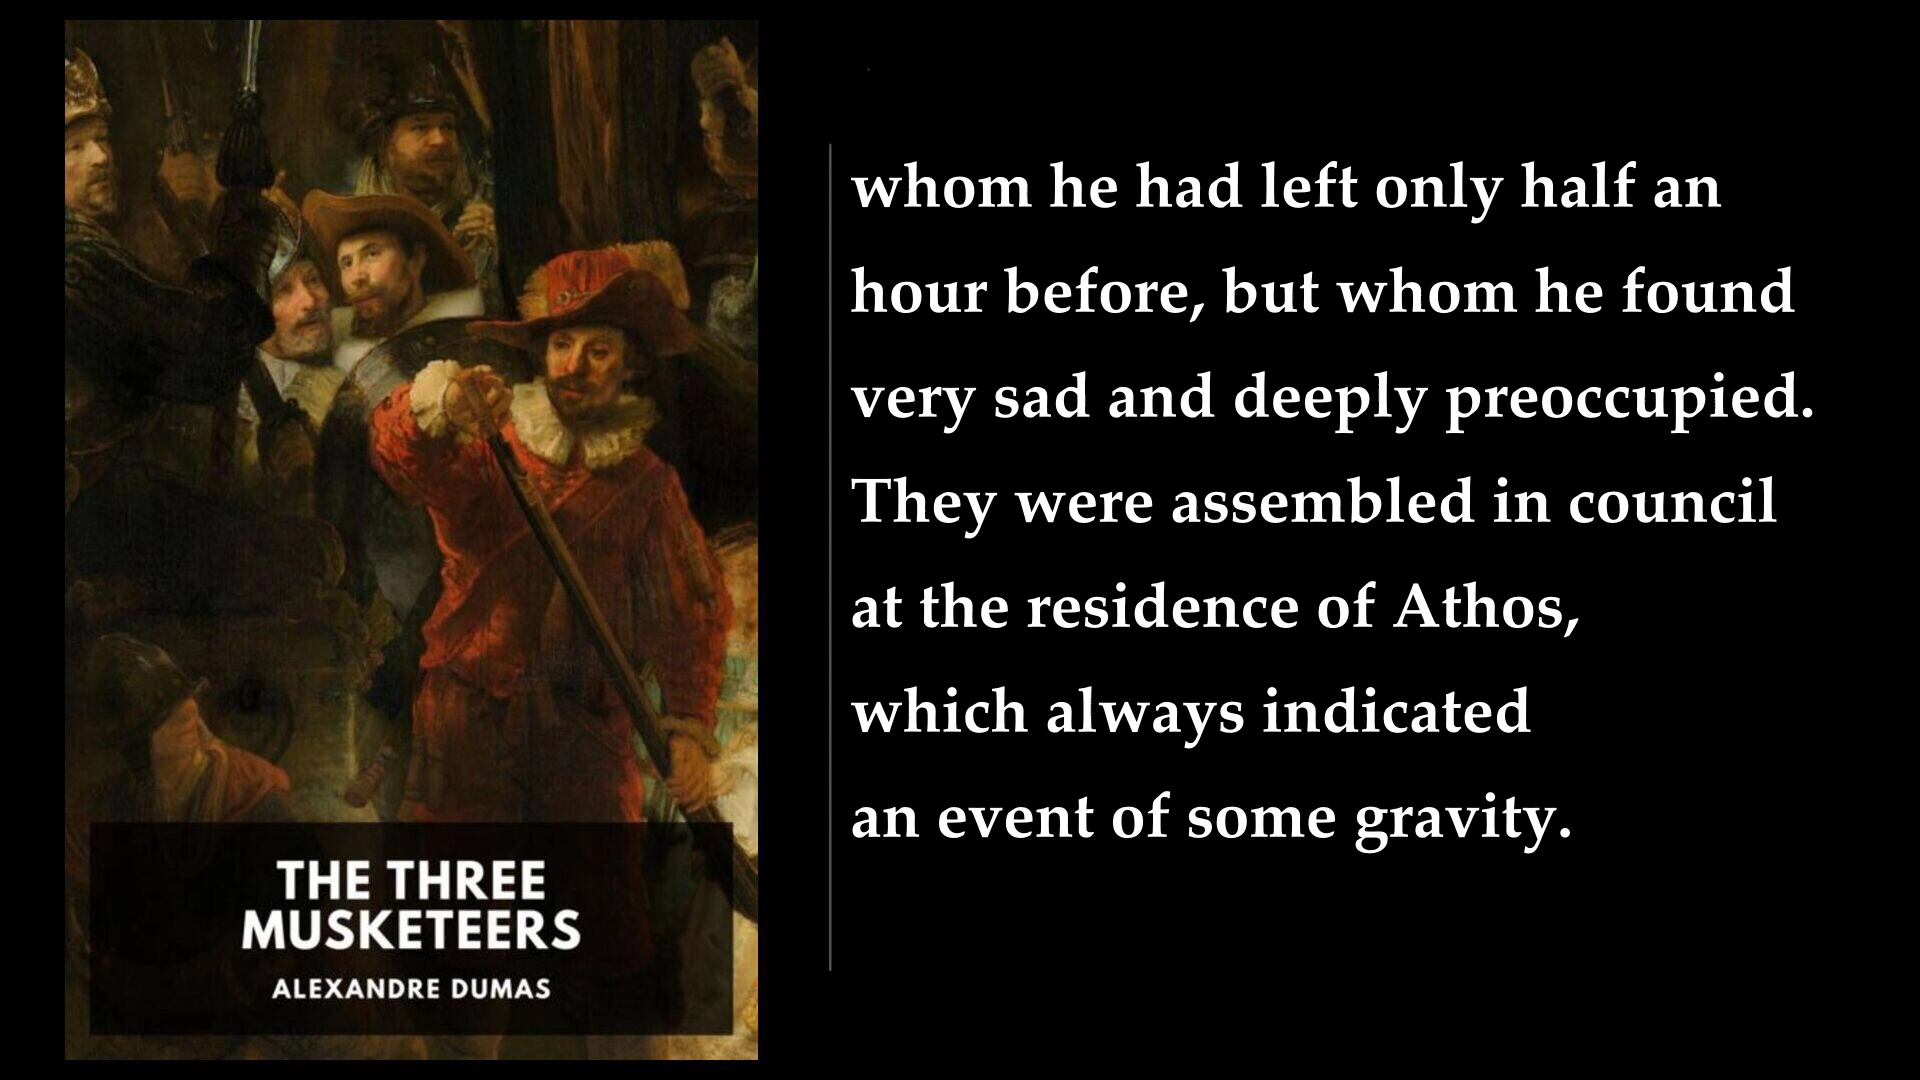 whom he had left only half an
hour before, but whom he found
very sad and deeply preoccupied.
They were assembled in council
at the residence of Athos,
which always indicated
an event of some gravity.
THE THREE
MUSKETEERS
ALEXANDRE DUMAS